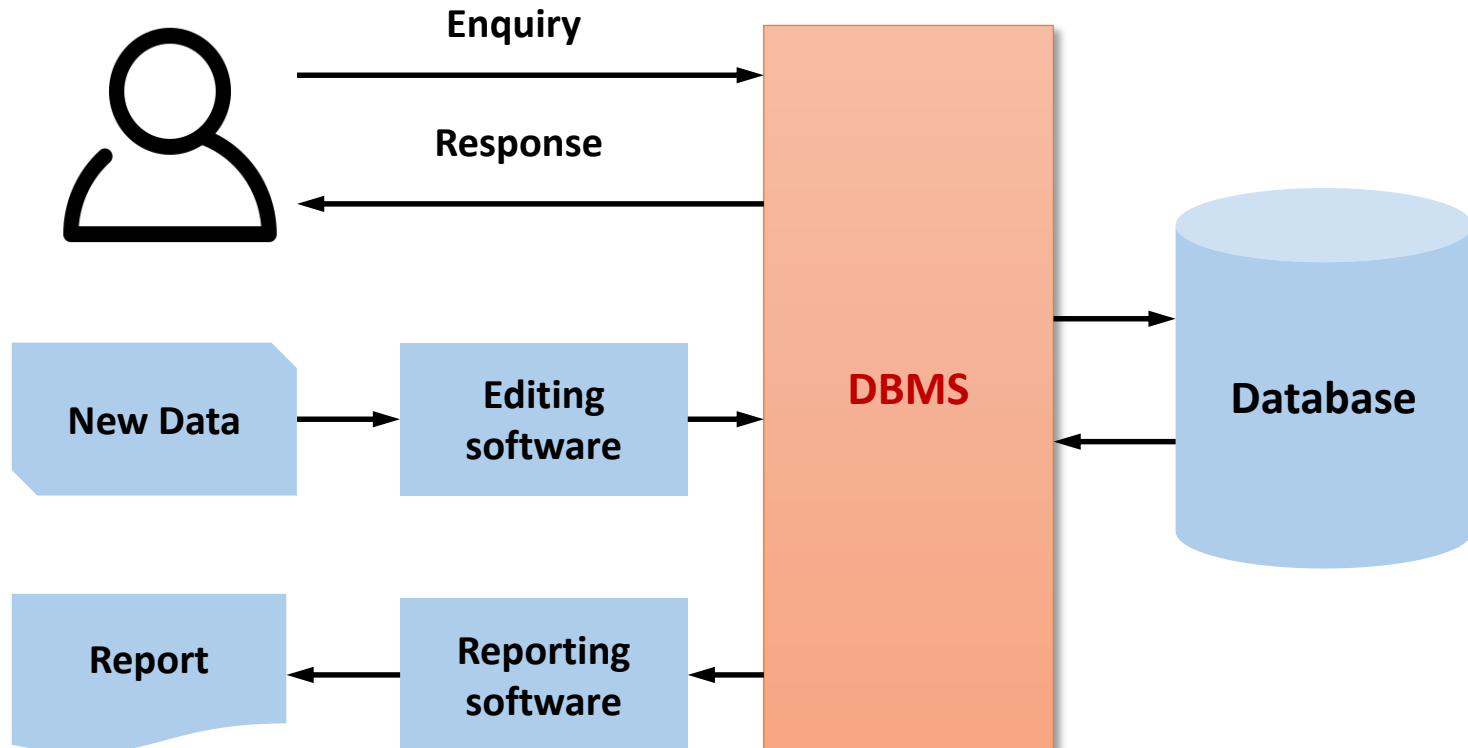 Enquiry
Response
New Data
Editing
software
DBMS
Database
Report
Reporting
software